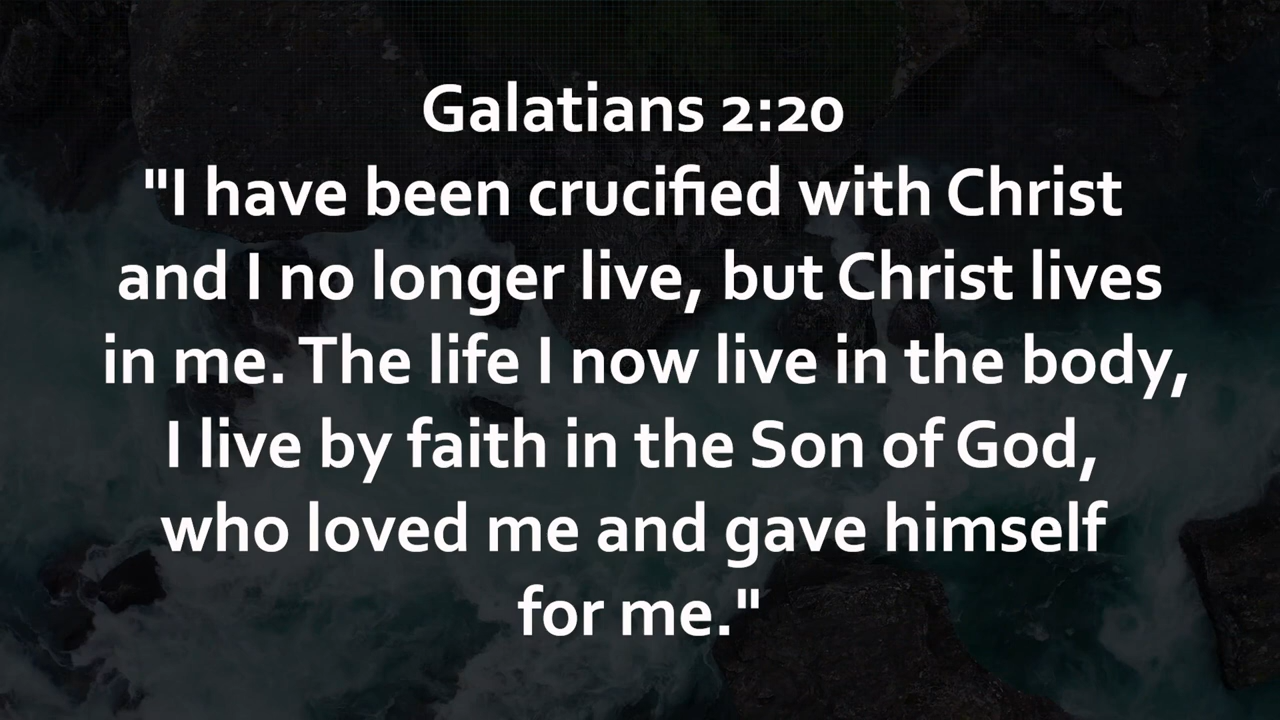 Galatians 2:20
"I have been crucified with Christ
and I no longer live, but Christ lives
in me. The life I now live in the body,
I live by faith in the Son of God,
who loved me and gave himself
for me."